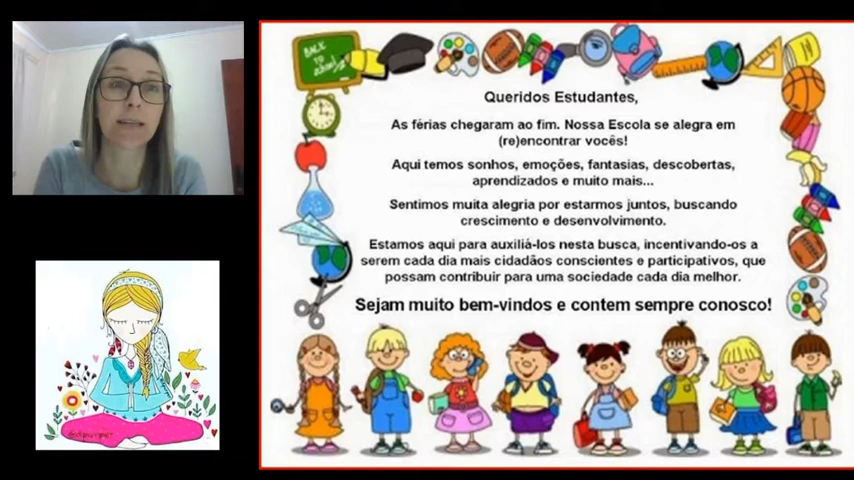 BACK
TO
school!
Queridos Estudantes,
As férias chegaram ao fim. Nossa Escola se alegra em
(re)encontrar vocês!
Aqui temos sonhos, emoções, fantasias, descobertas,
aprendizados e muito mais...
Sentimos muita alegria por estarmos juntos, buscando
crescimento e desenvolvimento.
Estamos aqui para auxiliá-los nesta busca, incentivando-os a
serem cada dia mais cidadãos conscientes e participativos, que
possam contribuir para uma sociedade cada dia melhor.
Sejam muito bem-vindos e contem sempre conosco!